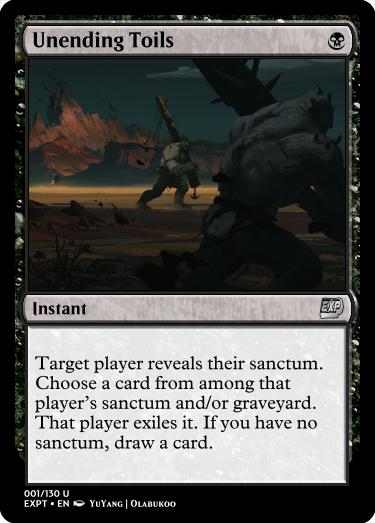 Unending Toils
Instant
EXP
Target player reveals their sanctum.
Choose a card from among that
player's sanctum and/or graveyard.
That player exiles it. If you have no
sanctum, draw a card.
001/130 U
EXPT • EN YuYang | Olabukoo